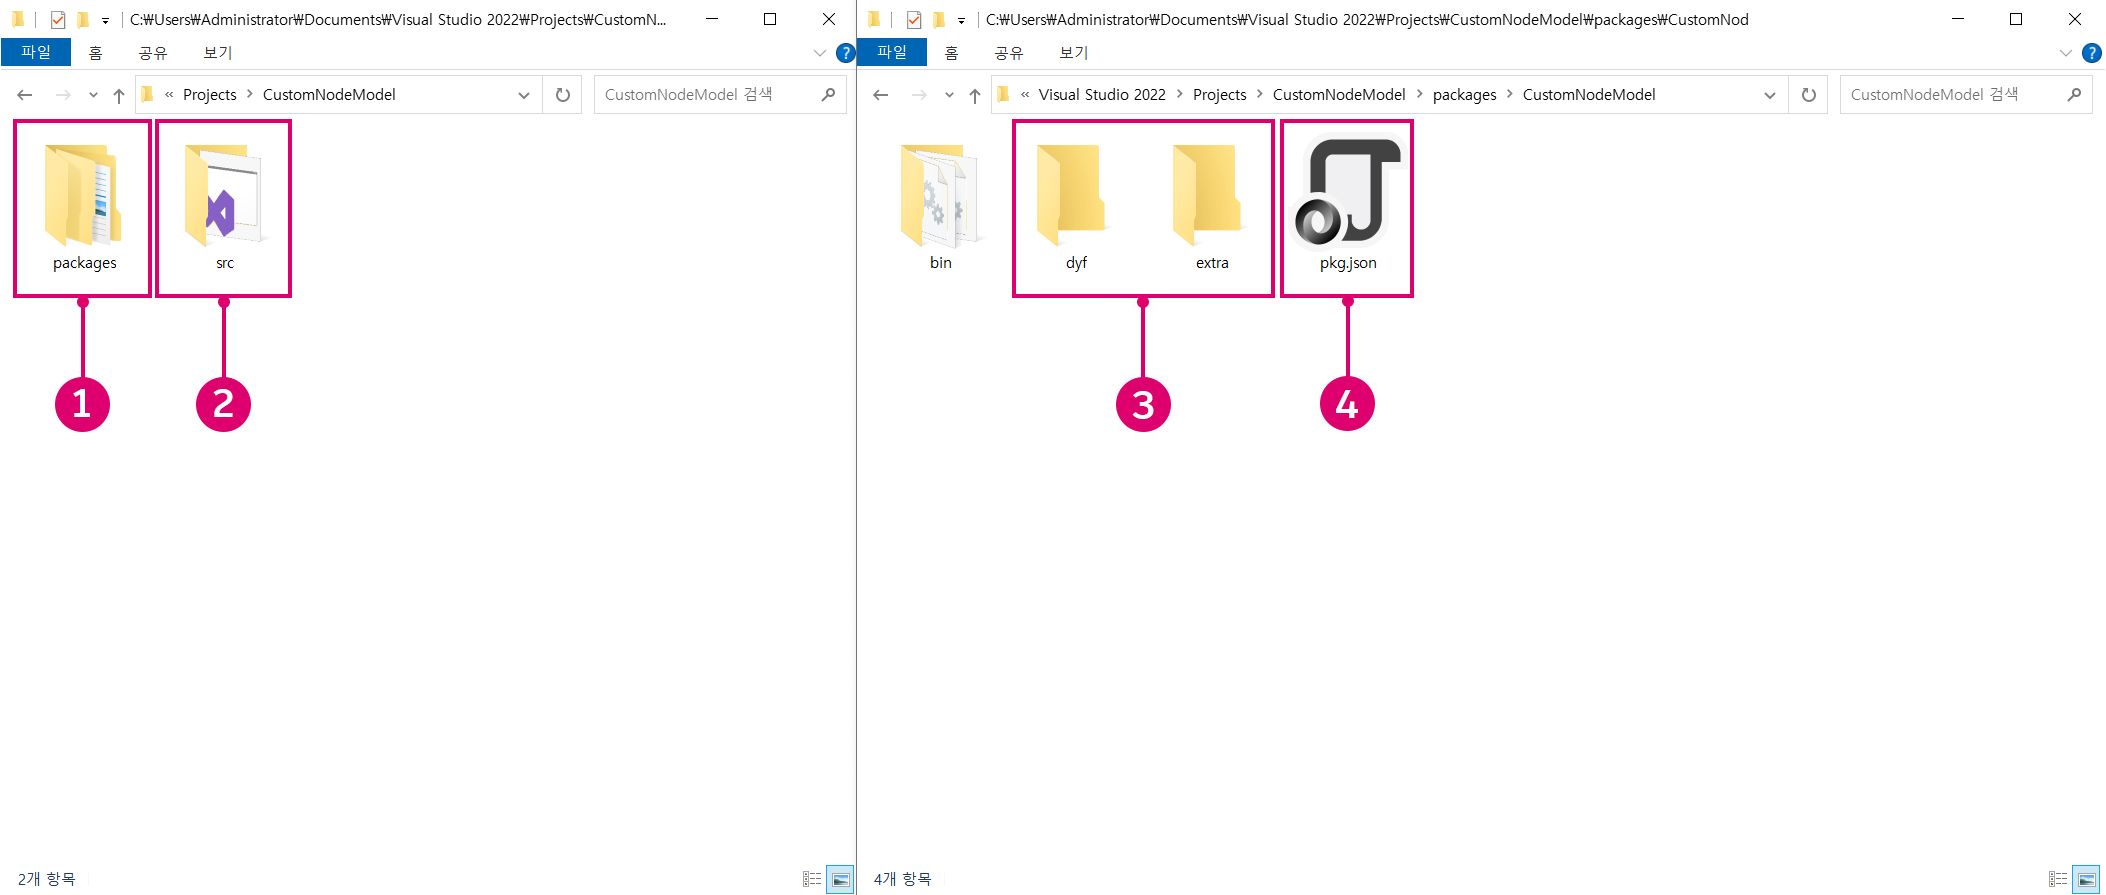 C:₩Users₩Administrator₩Documents₩Visual Studio 2022₩Projects₩CustomN...
파일 홈 공유 보기
?
« Projects > CustomNodeModel
CustomNodeModel 검색
packages
src
1
2
2개 항목
C:₩Users₩Administrator₩Documents₩Visual Studio 2022₩Projects₩CustomNodeModel₩packages₩CustomNod
파일 홈 공유 보기
?
« Visual Studio 2022 > Projects > CustomNodeModel > packages > CustomNodeModel
CustomNodeModel 검색
bin
dyf
extra
pkg.json
3
4
4개 항목